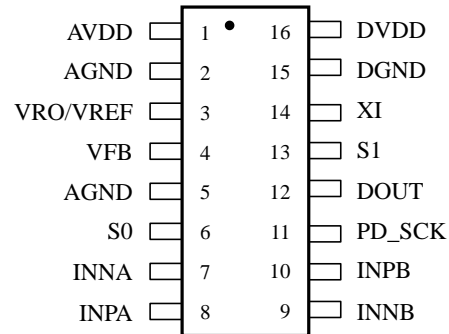 AVDD 1 16 DVDD
AGND 2 15 DGND
VRO/VREF 3 14 XI
VFB 4 13 S1
AGND 5 12 DOUT
S0 6 11 PD_SCK
INNA 7 10 INPB
INPA 8 9 INNB